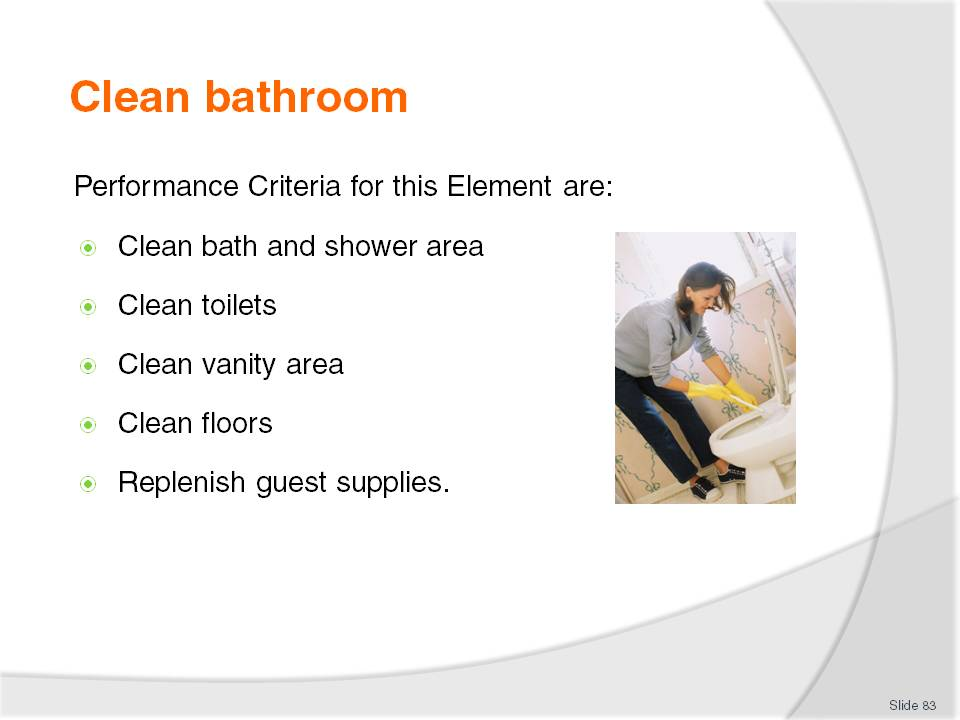 Clean bathroom
Performance Criteria for this Element are:
Clean bath and shower area
Clean toilets
Clean vanity area
Clean floors
Replenish guest supplies.
Slide 83